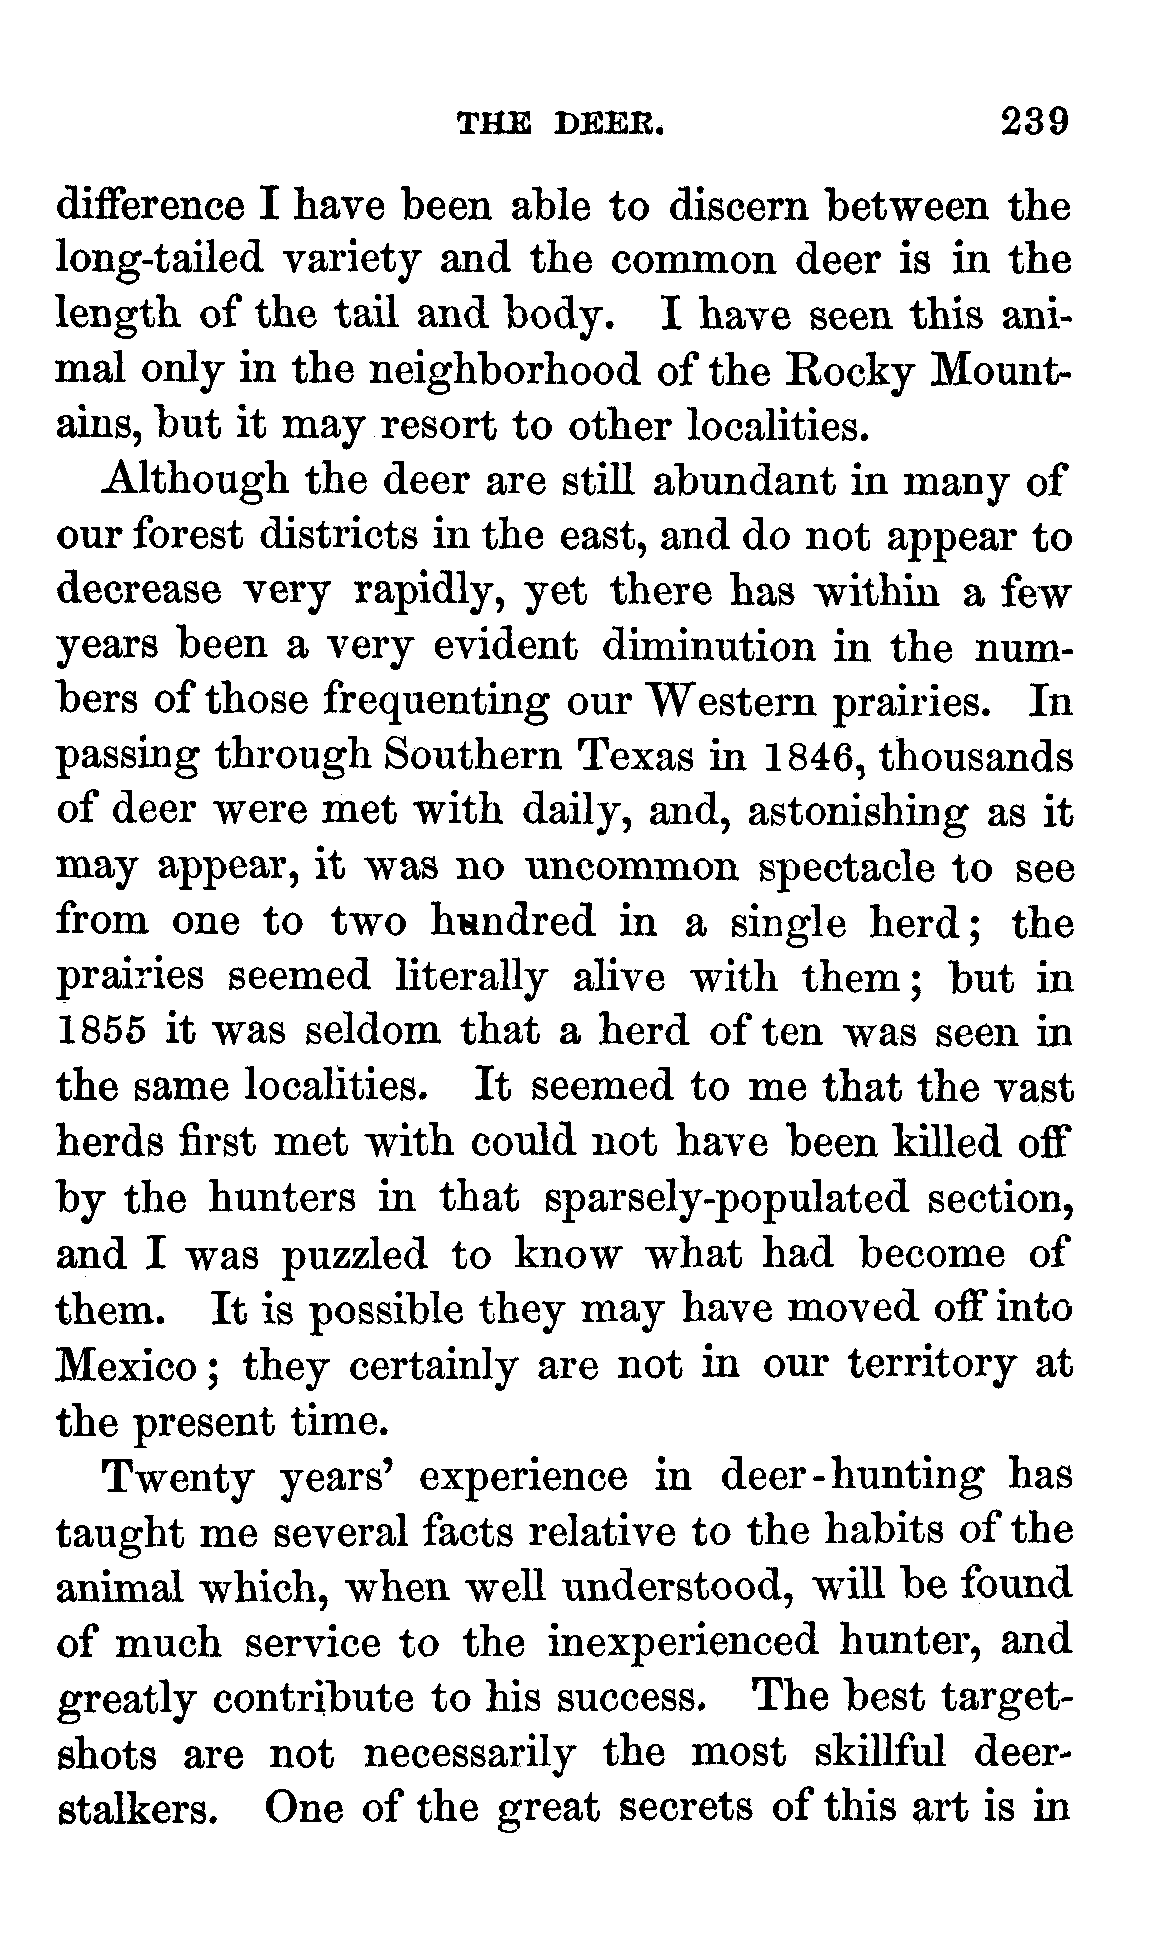 THE DEER. 239
difference I have been able to discern between the
long-tailed variety and the common deer is in the
length of the tail and body. I have seen this ani-
mal only in the neighborhood of the Rocky Mount-
ains, but it may resort to other localities.
Although the deer are still abundant in many of
our forest districts in the east, and do not appear to
decrease very rapidly, yet there has within a few
years been a very evident diminution in the num-
bers of those frequenting our Western prairies. In
passing through Southern Texas in 1846, thousands
of deer were met with daily, and, astonishing as it
may appear, it was no uncommon spectacle to see
from one to two hundred in a single herd; the
prairies seemed literally alive with them; but in
1855 it was seldom that a herd of ten was seen in
the same localities. It seemed to me that the vast
herds first met with could not have been killed off
by the hunters in that sparsely-populated section,
and I was puzzled to know what had become of
them. It is possible they may have moved off into
Mexico; they certainly are not in our territory at
the present time.
Twenty years' experience in deer-hunting has
taught me several facts relative to the habits of the
animal which, when well understood, will be found
of much service to the inexperienced hunter, and
greatly contribute to his success. The best target-
shots are not necessarily the most skillful deer-
stalkers. One of the great secrets of this art is in